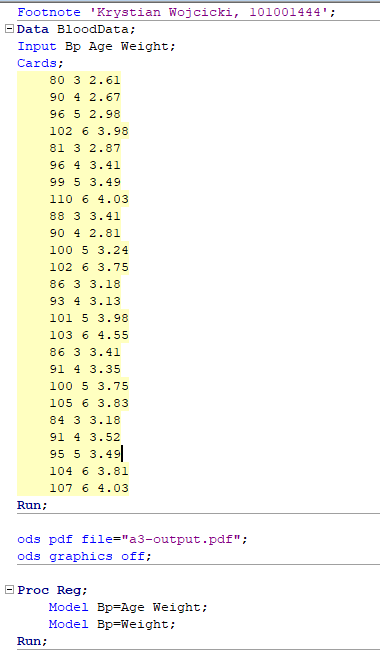 Footnote 'Krystian Wojcicki, 101001444';
Data BloodData;
Input Bp Age Weight;
Cards;
80 3 2.61
90 4 2.67
96 5 2.98
102 6 3.98
81 3 2.87
96 4 3.41
99 5 3.49
110 6 4.03
88 3 3.41
90 4 2.81
100 5 3.24
102 6 3.75
86 3 3.18
93 4 3.13
101 5 3.98
103 6 4.55
86 3 3.41
91 4 3.35
100 5 3.75
105 6 3.83
84 3 3.18
91 4 3.52
95 5 3.49
104 6 3.81
107 6 4.03
Run;
ods pdf file="a3-output.pdf";
ods graphics off;
Proc Reg;
Model Bp=Age Weight;
Model Bp=Weight;
Run;